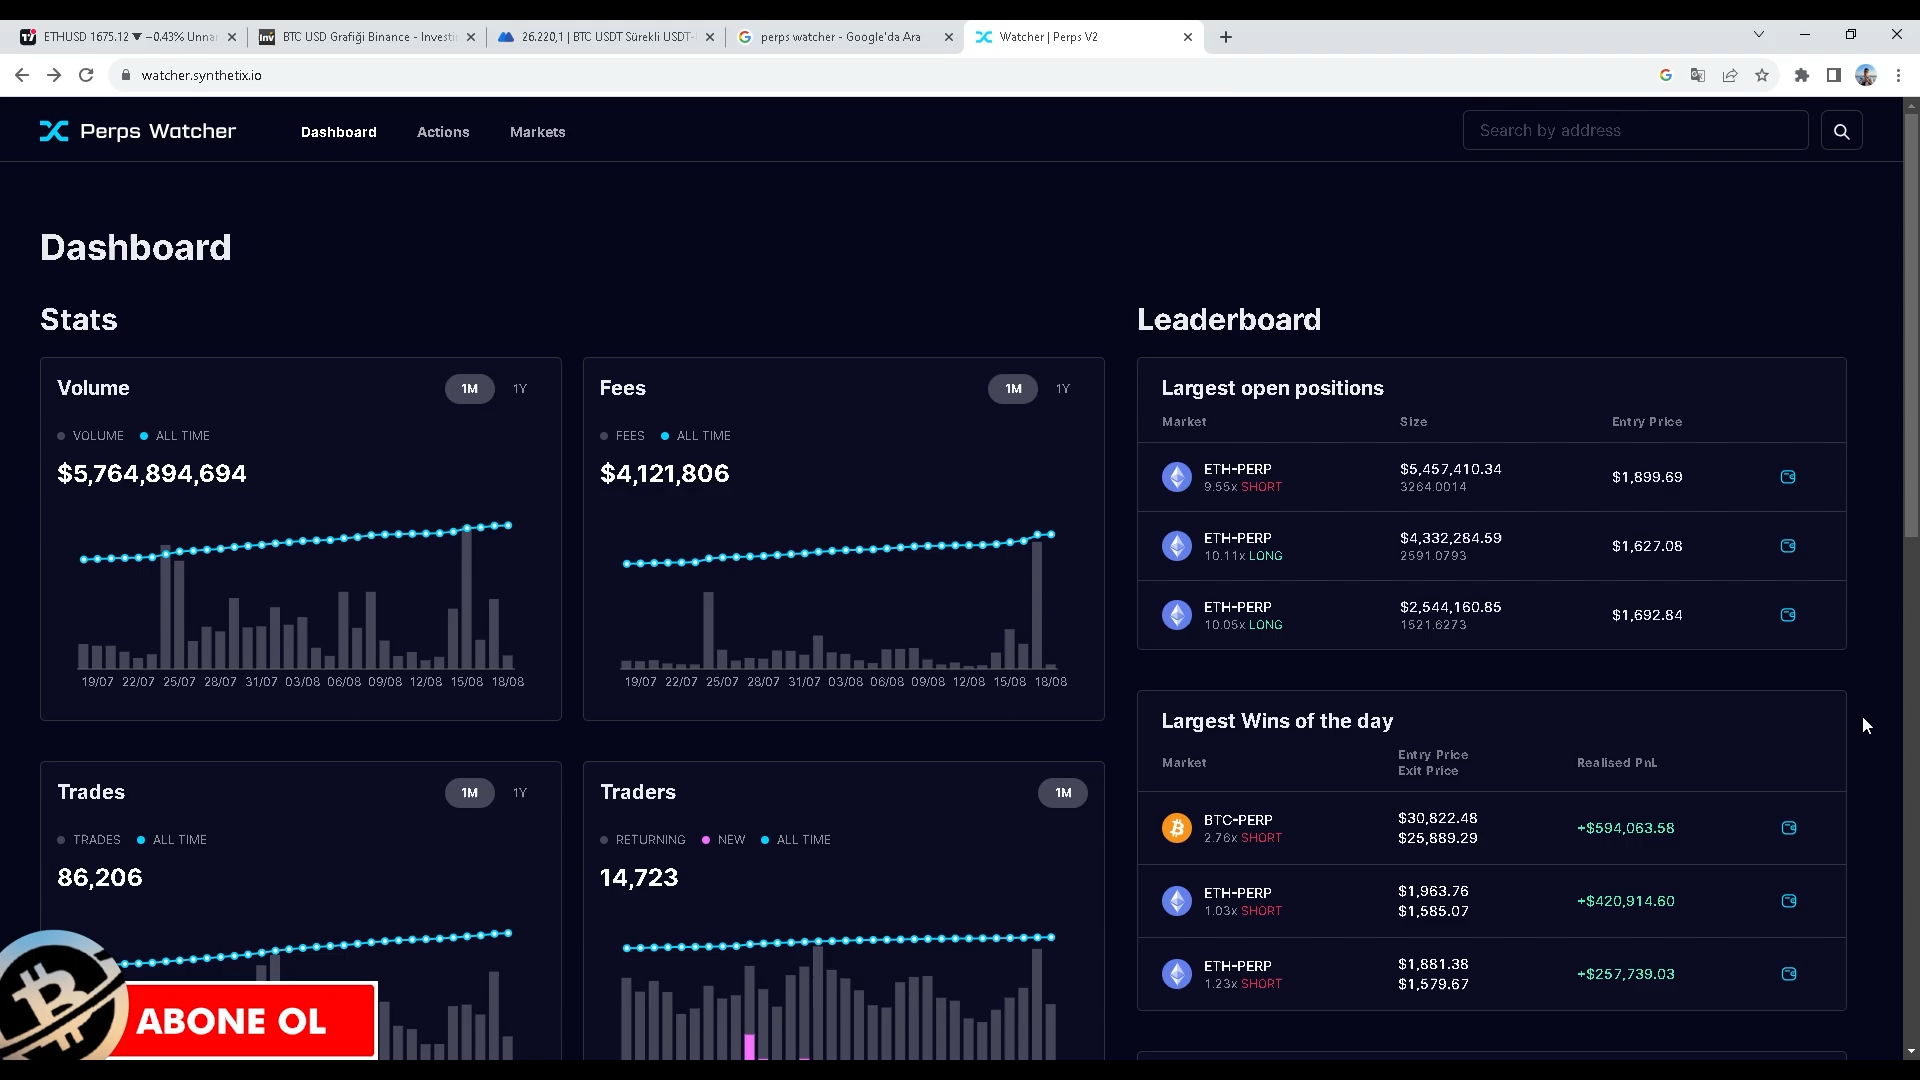 ETHUSD 1675.12 ▼ −0.43% Unnar
BTC USD Grafiği Binance - Investin
26.220,1 | BTC USDT Sürekli USDT-
perps watcher - Google'da Ara
Watcher | Perps V2
watcher.synthetix.io
Perps Watcher
Dashboard
Actions
Markets
Search by address
Dashboard
Stats
Volume
1M
1Y
VOLUME
ALL TIME
$5,764,894,694
19/07 22/07 25/07 28/07 31/07 03/08 06/08 09/08 12/08 15/08 18/08
Fees
1M
1Y
FEES
ALL TIME
$4,121,806
19/07 22/07 25/07 28/07 31/07 03/08 06/08 09/08 12/08 15/08 18/08
Trades
1M
1Y
TRADES
ALL TIME
86,206
Traders
1M
RETURNING
NEW
ALL TIME
14,723
Leaderboard
Largest open positions
Market Size Entry Price
ETH-PERP $5,457,410.34 $1,899.69
9.55x SHORT 3264.0014
ETH-PERP $4,332,284.59 $1,627.08
10.11x LONG 2591.0793
ETH-PERP $2,544,160.85 $1,692.84
10.05x LONG 1521.6273
Largest Wins of the day
Market
Entry Price
Exit Price
Realised PnL
BTC-PERP $30,822.48 +$594,063.58
2.76x SHORT $25,889.29
ETH-PERP $1,963.76 +$420,914.60
1.03x SHORT $1,585.07
ETH-PERP $1,881.38 +$257,739.03
1.23x SHORT $1,579.67
ABONE OL